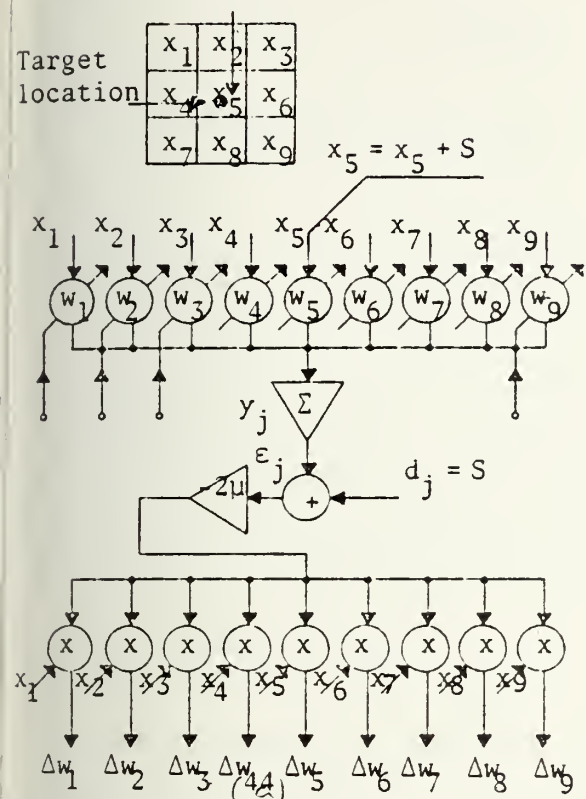 x1 x2 x3
Target
location
x4 x5 x6
x7 x8 x9
x5 = x5 + S
x1 x2 x3 x4 x5 x6 x7 x8 x9
w1 w2 w3 w4 w5 w6 w7 w8 w9
yj Σ
εj
-2μ + dj = S
x x x x x x x x x
x1 x2 x3 x4 x5 x6 x7 x8 x9
Δw1 Δw2 Δw3 Δw4 Δw5 Δw6 Δw7 Δw8 Δw9